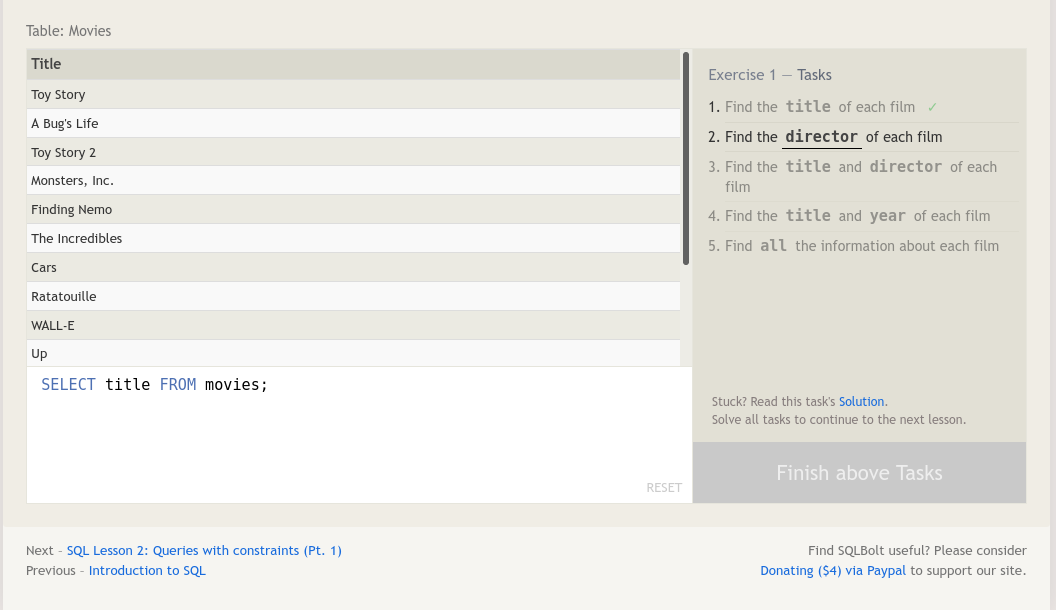 Table: Movies
Title
Toy Story
A Bug's Life
Toy Story 2
Monsters, Inc.
Finding Nemo
The Incredibles
Cars
Ratatouille
WALL-E
Up
SELECT title FROM movies;
RESET
Exercise 1 — Tasks
1. Find the title of each film ✓
2. Find the director of each film
3. Find the title and director of each
film
4. Find the title and year of each film
5. Find all the information about each film
Stuck? Read this task's Solution.
Solve all tasks to continue to the next lesson.
Finish above Tasks
Next - SQL Lesson 2: Queries with constraints (Pt. 1)
Previous - Introduction to SQL
Find SQLBolt useful? Please consider
Donating ($4) via Paypal to support our site.